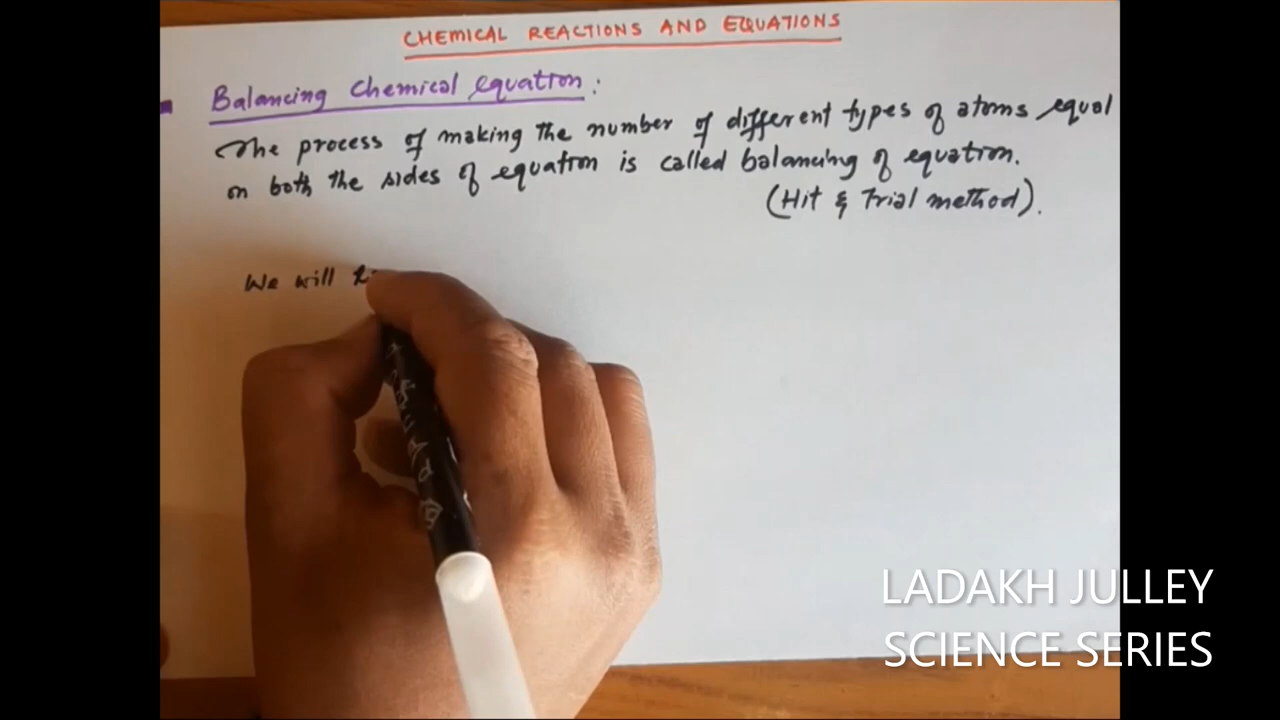 CHEMICAL REACTIONS AND EQUATIONS
Balancing Chemical equation:
The process of making the number of different types of atoms equal
on both the sides of equation is called balancing of equation.
(Hit & Trial method).
We will
LADAKH JULLEY
SCIENCE SERIES